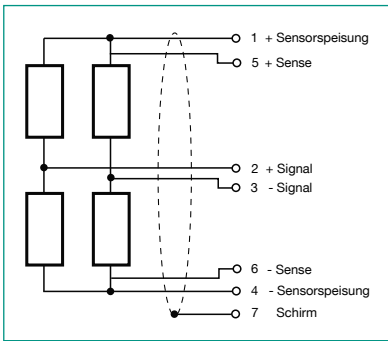 1 + Sensorspeisung
5 + Sense
2 + Signal
3 - Signal
6 - Sense
4 - Sensorspeisung
7 Schirm